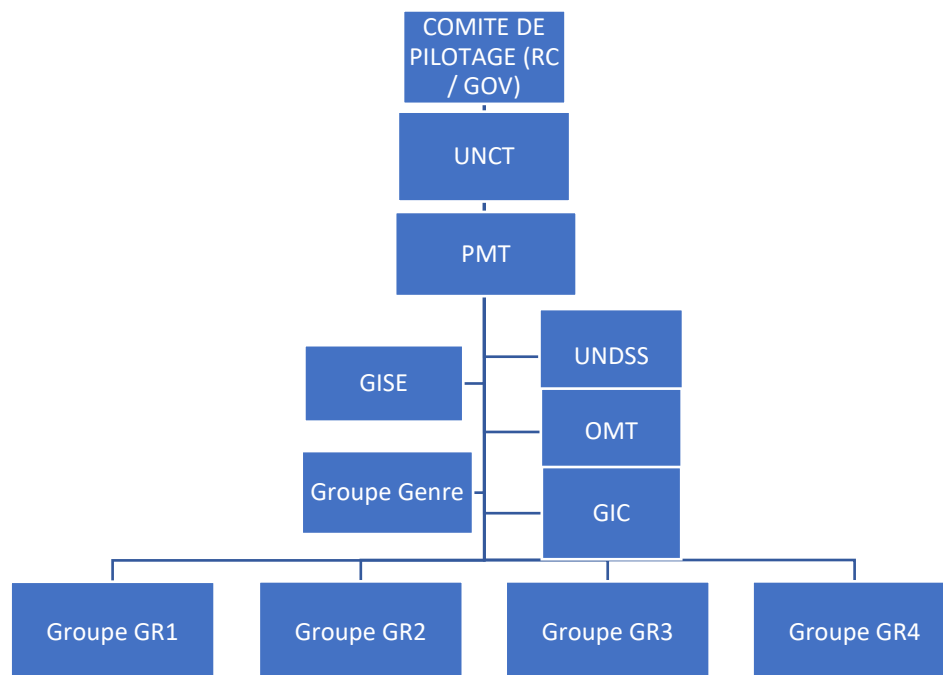 COMITE DE
PILOTAGE (RC
/ GOV)
UNCT
PMT
UNDSS
GISE
OMT
Groupe Genre
GIC
Groupe GR1
Groupe GR2
Groupe GR3
Groupe GR4